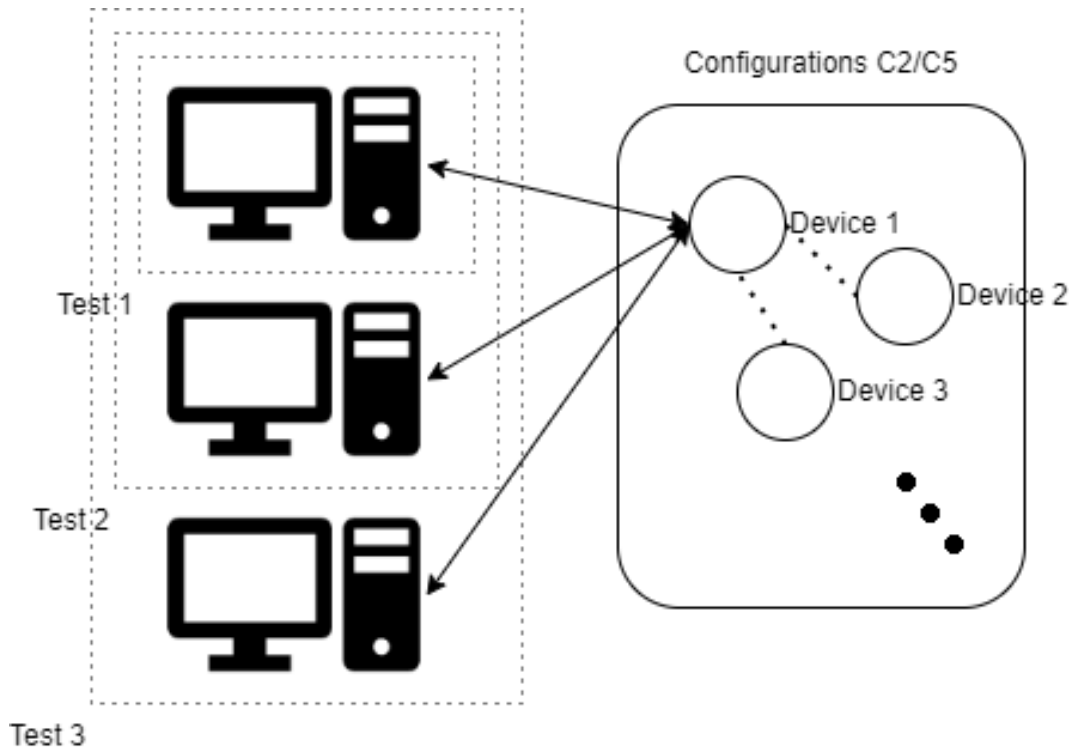 Configurations C2/C5
Device 1
Device 2
Test 1
Device 3
Test 2
Test 3